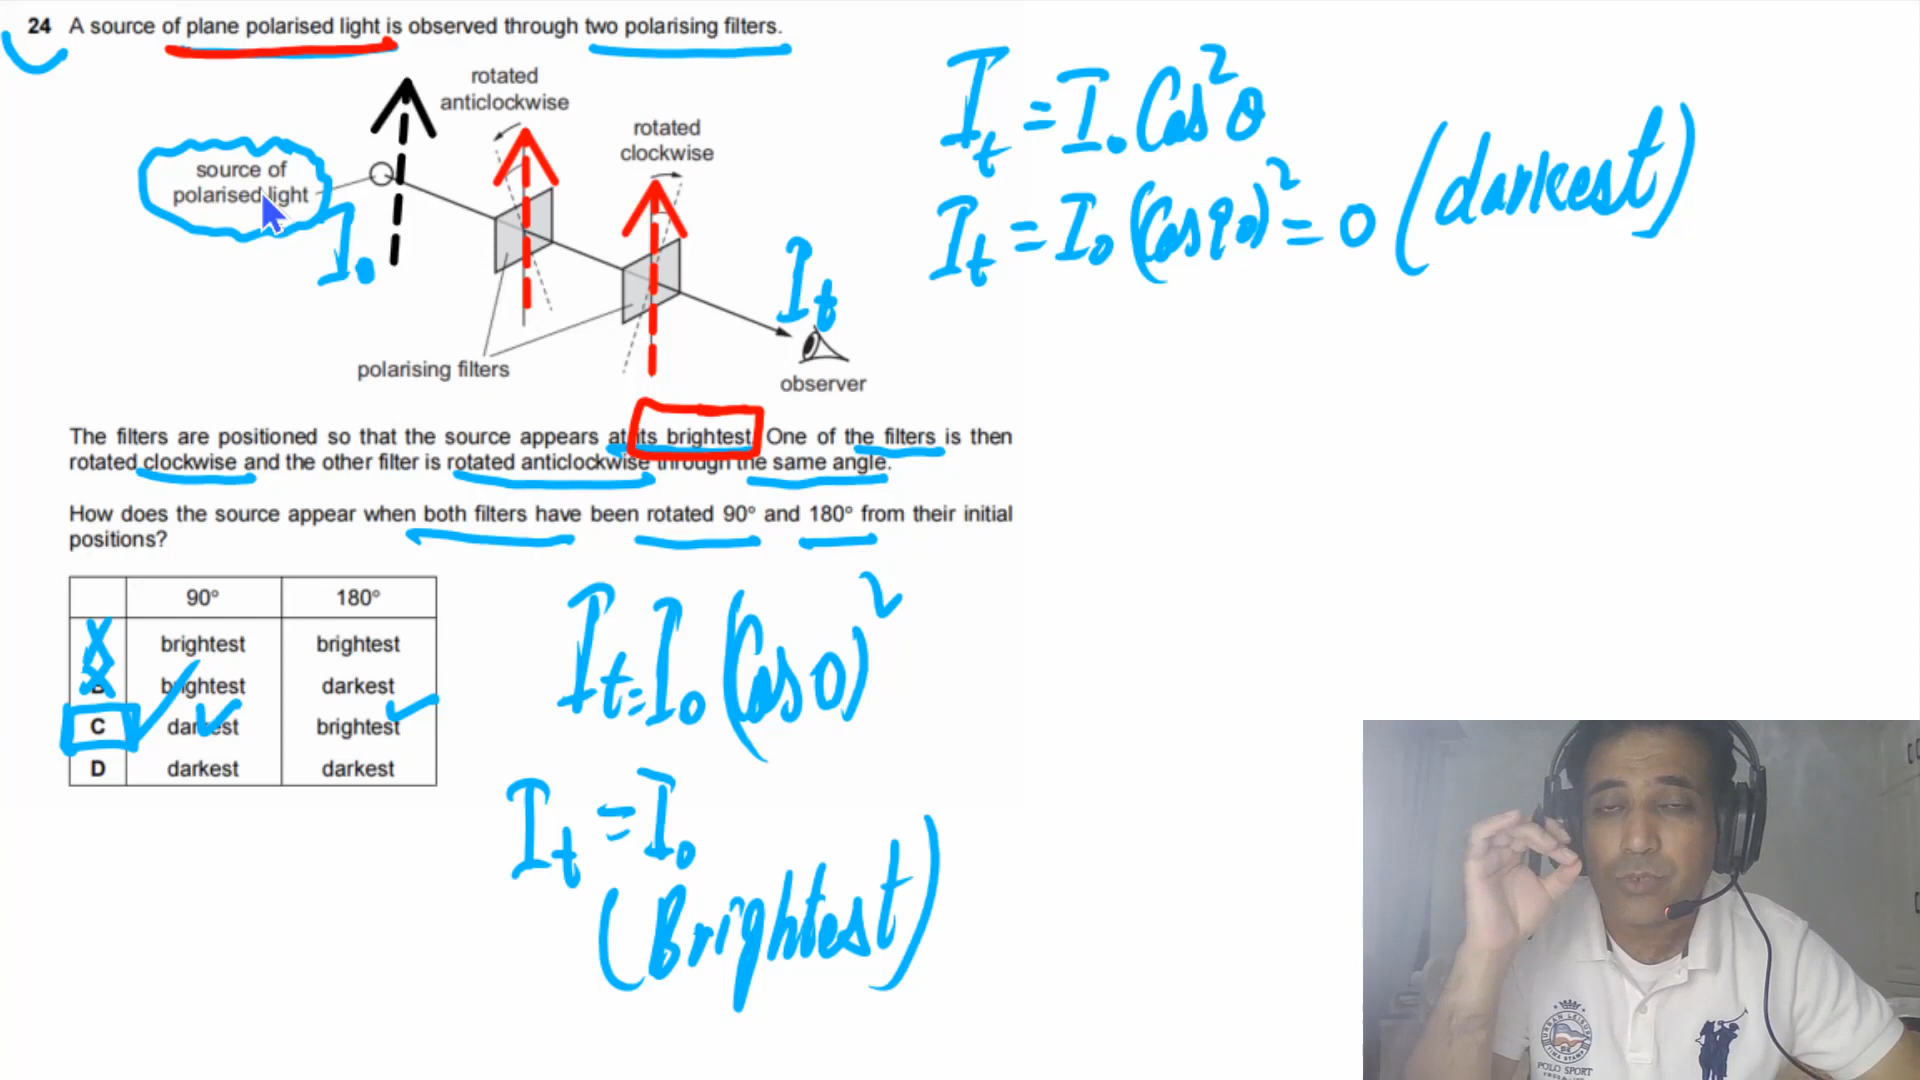 24 A source of plane polarised light is observed through two polarising filters.
rotated
anticlockwise
rotated
clockwise
source of
polarised light
I₀
Iₜ
polarising filters
observer
Iₜ = I₀ Cos²θ
Iₜ = I₀ (Cos 90)² = 0 (darkest)
The filters are positioned so that the source appears at its brightest. One of the filters is then
rotated clockwise and the other filter is rotated anticlockwise through the same angle.
How does the source appear when both filters have been rotated 90° and 180° from their initial
positions?
90° 180°
brightest brightest
B brightest darkest
C darkest brightest
D darkest darkest
Iₜ = I₀ (Cos 0)²
Iₜ = I₀
(Brightest)
URBAN LEISURE
POLO SPORT